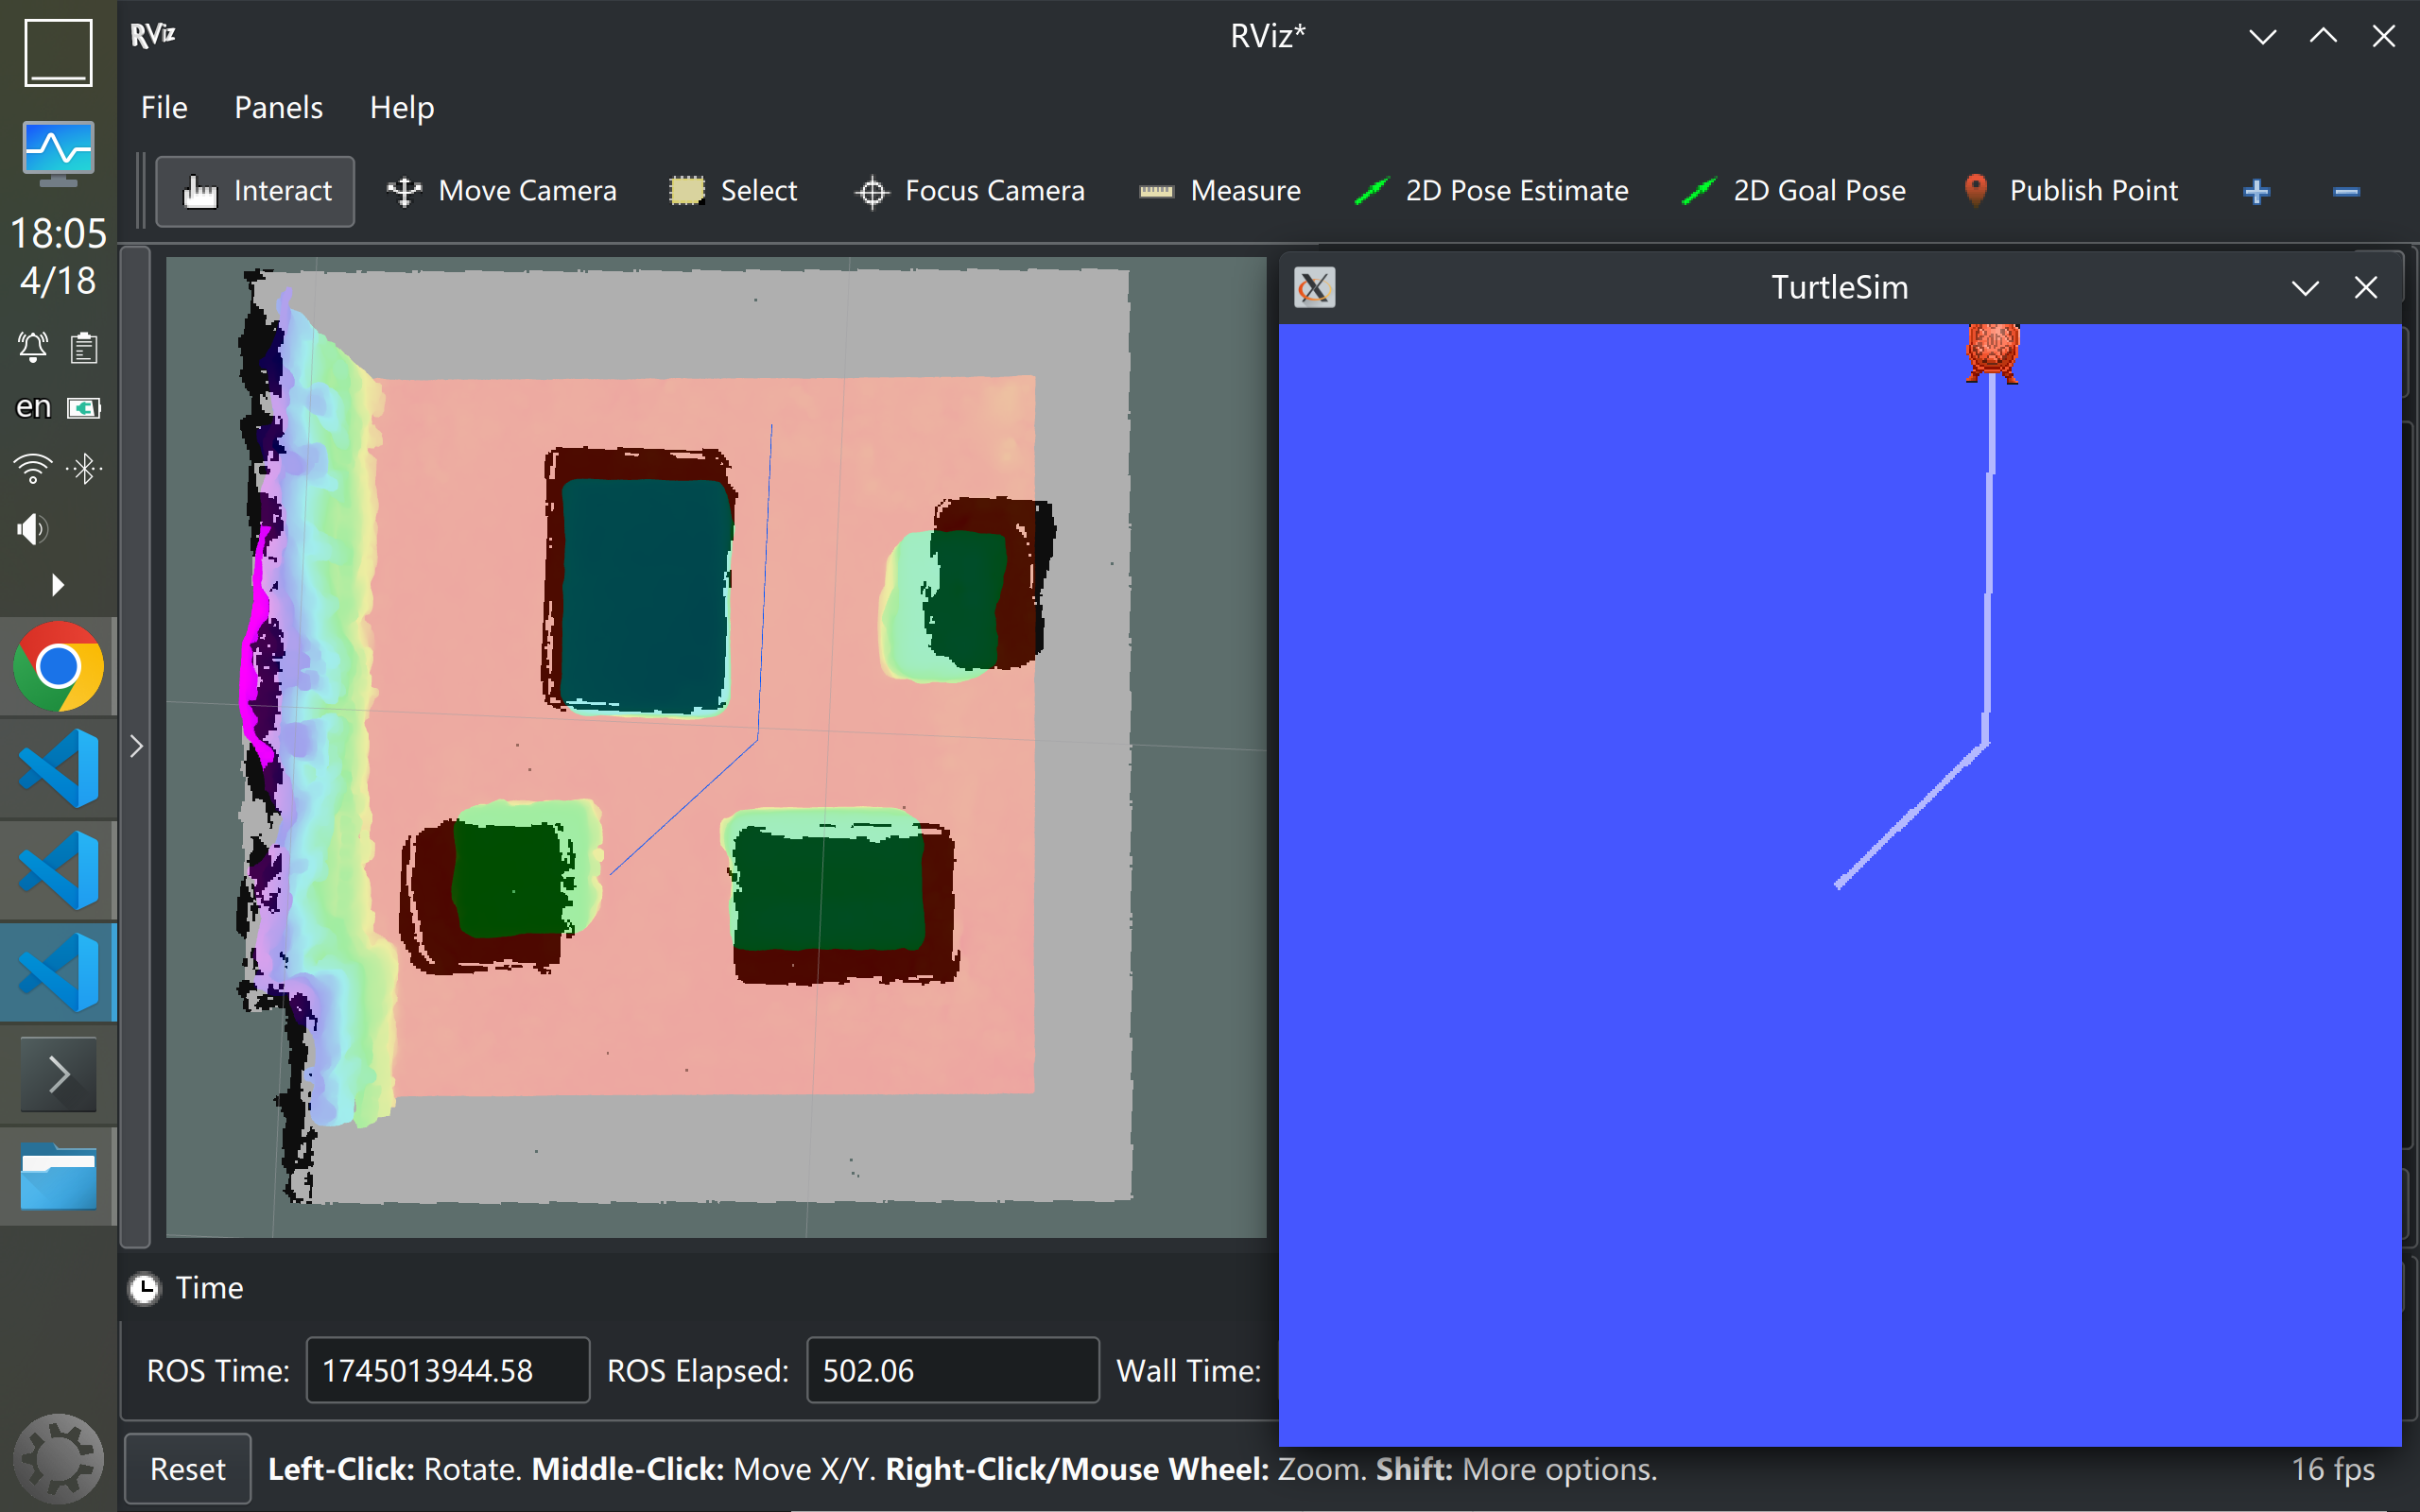 RViz
RViz*
File Panels Help
Interact Move Camera Select Focus Camera Measure 2D Pose Estimate 2D Goal Pose Publish Point
18:05
4/18
en
TurtleSim
Time
ROS Time: 1745013944.58 ROS Elapsed: 502.06 Wall Time:
Reset Left-Click: Rotate. Middle-Click: Move X/Y. Right-Click/Mouse Wheel: Zoom. Shift: More options. 16 fps